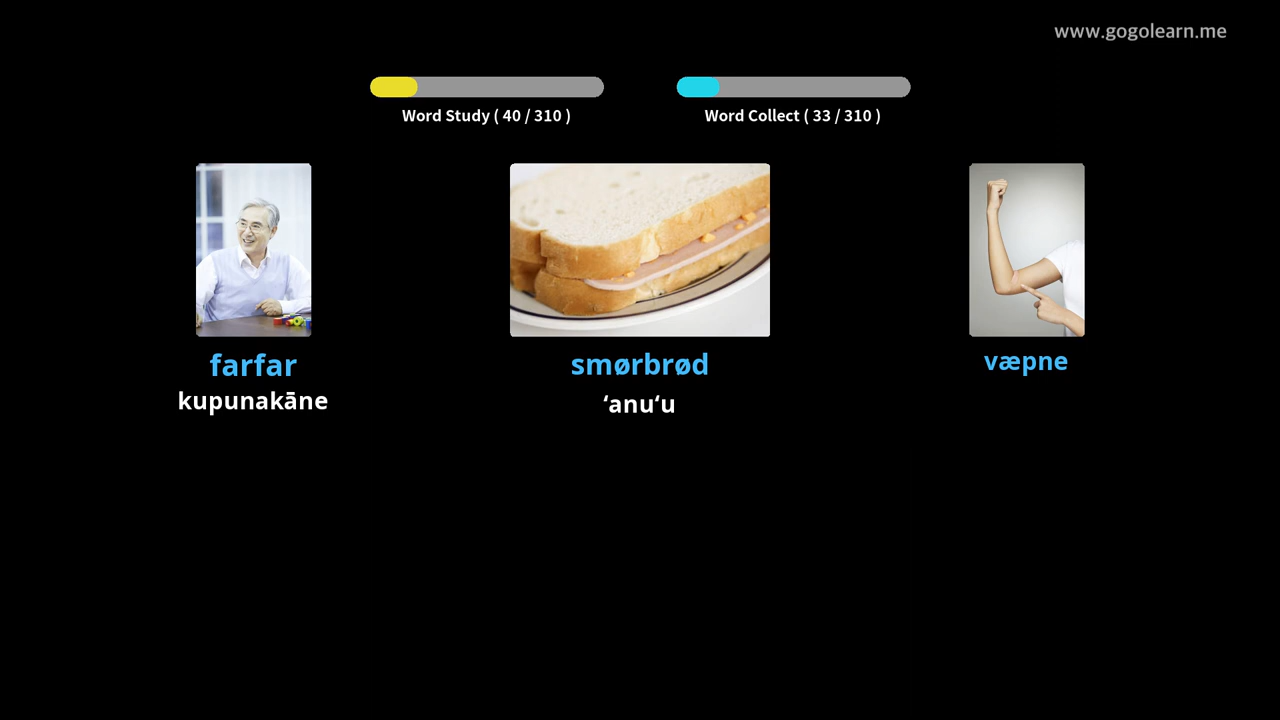 www.gogolearn.me
Word Study ( 40 / 310 )
Word Collect ( 33 / 310 )
farfar
kupunakāne
smørbrød
ʻanuʻu
væpne